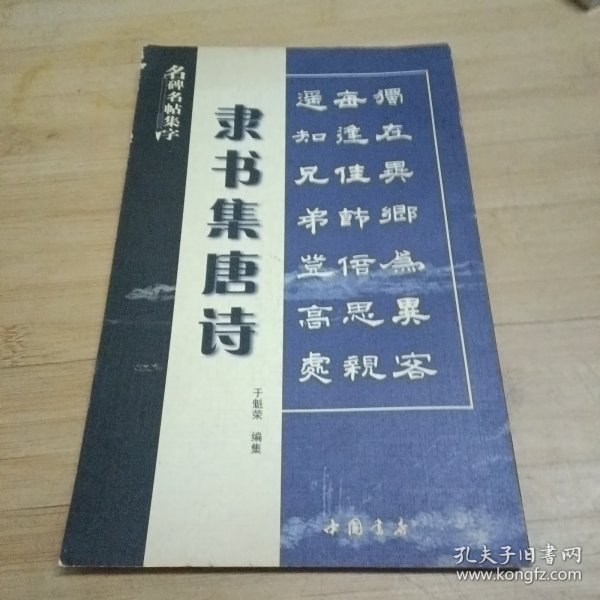 名碑名帖集字
隶书集唐诗
于魁荣 编集
獨在異鄉為異客
每逢佳節倍思親
遥知兄弟登高處
中国书店
孔夫子旧书网
www.kongfz.com